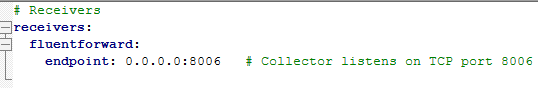 # Receivers
receivers:
  fluentforward:
    endpoint: 0.0.0.0:8006   # Collector listens on TCP port 8006